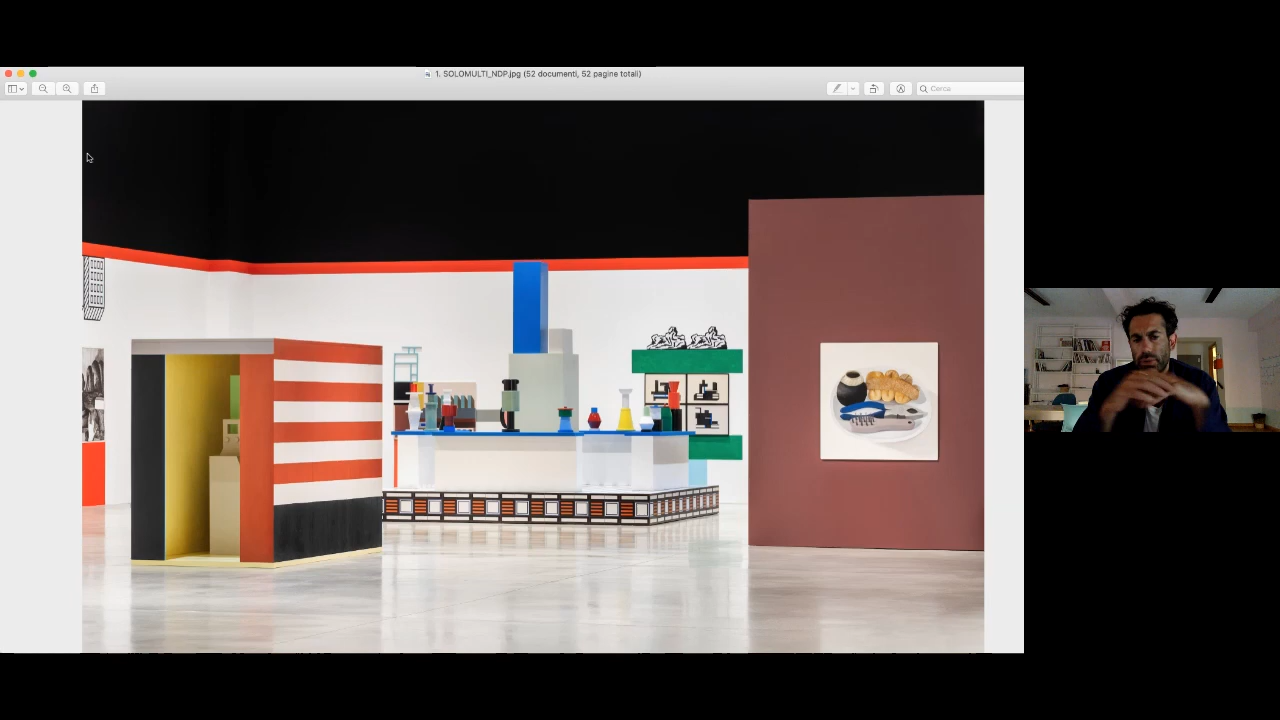 1. SOLOMULTI_NDP.jpg (52 documenti, 52 pagine totali)
Cerca